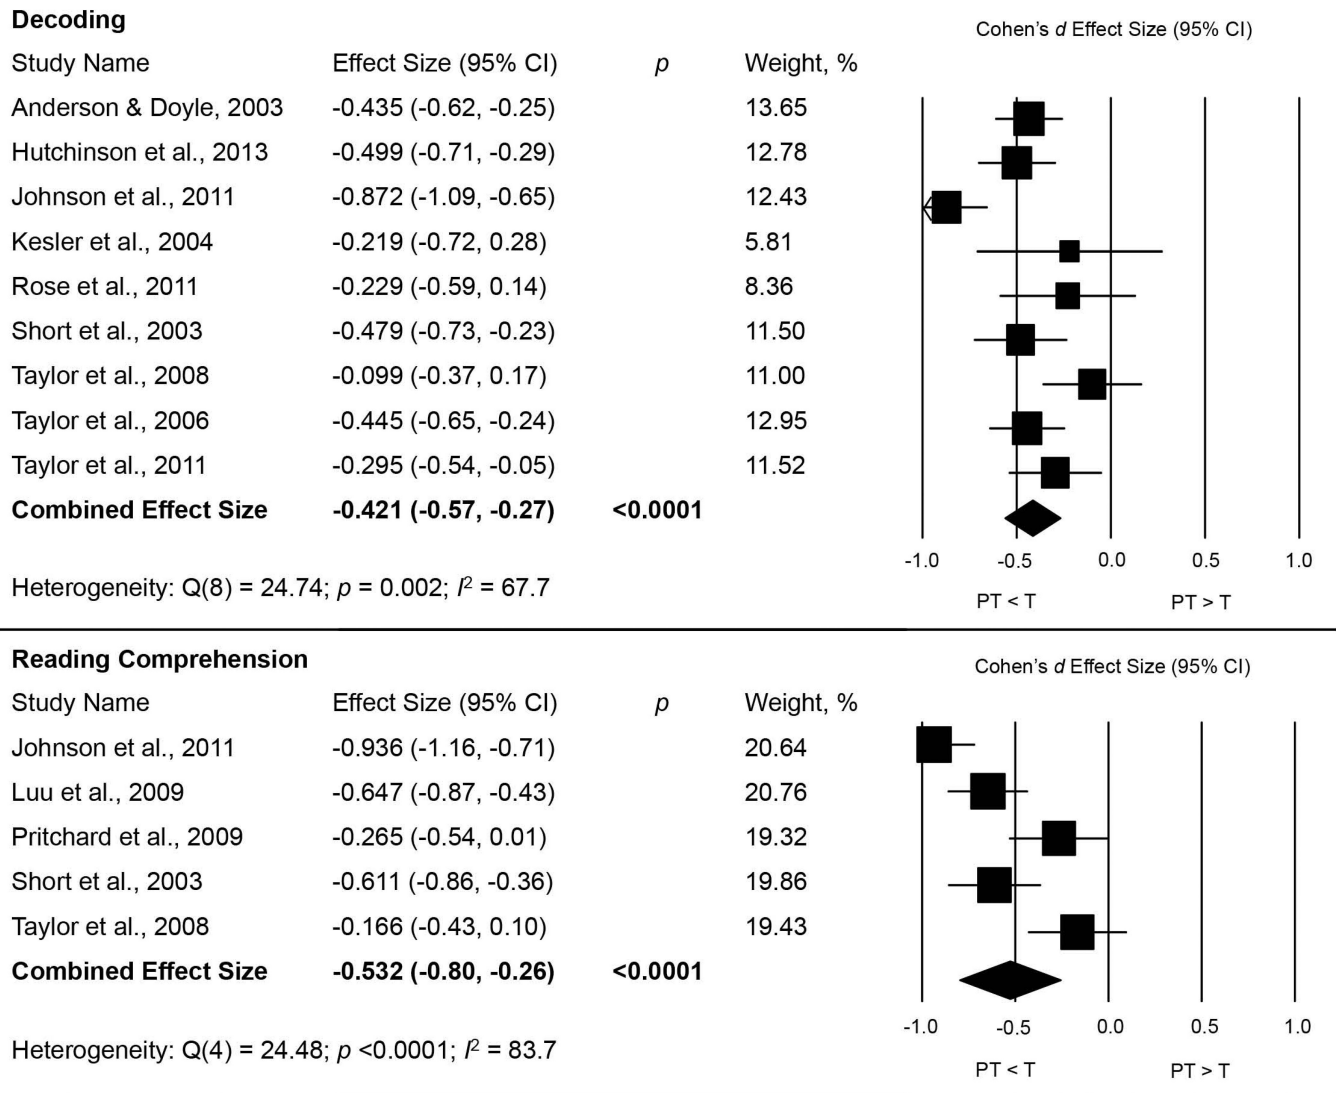 Decoding
Cohen's d Effect Size (95% CI)
Study Name Effect Size (95% CI) p Weight, %
Anderson & Doyle, 2003 -0.435 (-0.62, -0.25) 13.65
Hutchinson et al., 2013 -0.499 (-0.71, -0.29) 12.78
Johnson et al., 2011 -0.872 (-1.09, -0.65) 12.43
Kesler et al., 2004 -0.219 (-0.72, 0.28) 5.81
Rose et al., 2011 -0.229 (-0.59, 0.14) 8.36
Short et al., 2003 -0.479 (-0.73, -0.23) 11.50
Taylor et al., 2008 -0.099 (-0.37, 0.17) 11.00
Taylor et al., 2006 -0.445 (-0.65, -0.24) 12.95
Taylor et al., 2011 -0.295 (-0.54, -0.05) 11.52
Combined Effect Size -0.421 (-0.57, -0.27) <0.0001
-1.0 -0.5 0.0 0.5 1.0
Heterogeneity: Q(8) = 24.74; p = 0.002; I² = 67.7
PT < T PT > T
Reading Comprehension
Cohen's d Effect Size (95% CI)
Study Name Effect Size (95% CI) p Weight, %
Johnson et al., 2011 -0.936 (-1.16, -0.71) 20.64
Luu et al., 2009 -0.647 (-0.87, -0.43) 20.76
Pritchard et al., 2009 -0.265 (-0.54, 0.01) 19.32
Short et al., 2003 -0.611 (-0.86, -0.36) 19.86
Taylor et al., 2008 -0.166 (-0.43, 0.10) 19.43
Combined Effect Size -0.532 (-0.80, -0.26) <0.0001
-1.0 -0.5 0.0 0.5 1.0
Heterogeneity: Q(4) = 24.48; p <0.0001; I² = 83.7
PT < T PT > T